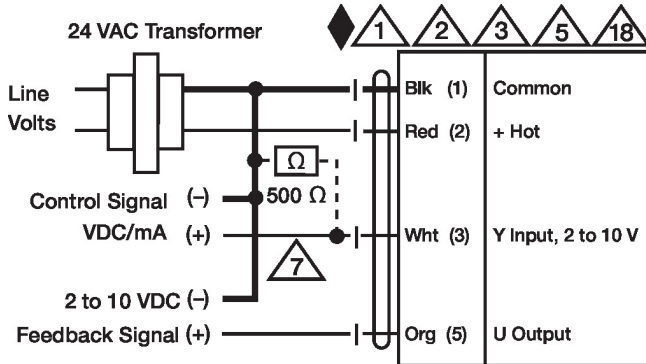 24 VAC Transformer
1 2 3 5 18
Line
Volts
Blk (1) Common
Red (2) + Hot
Ω
500 Ω
Control Signal (-)
VDC/mA (+)
Wht (3) Y Input, 2 to 10 V
7
2 to 10 VDC (-)
Feedback Signal (+)
Org (5) U Output